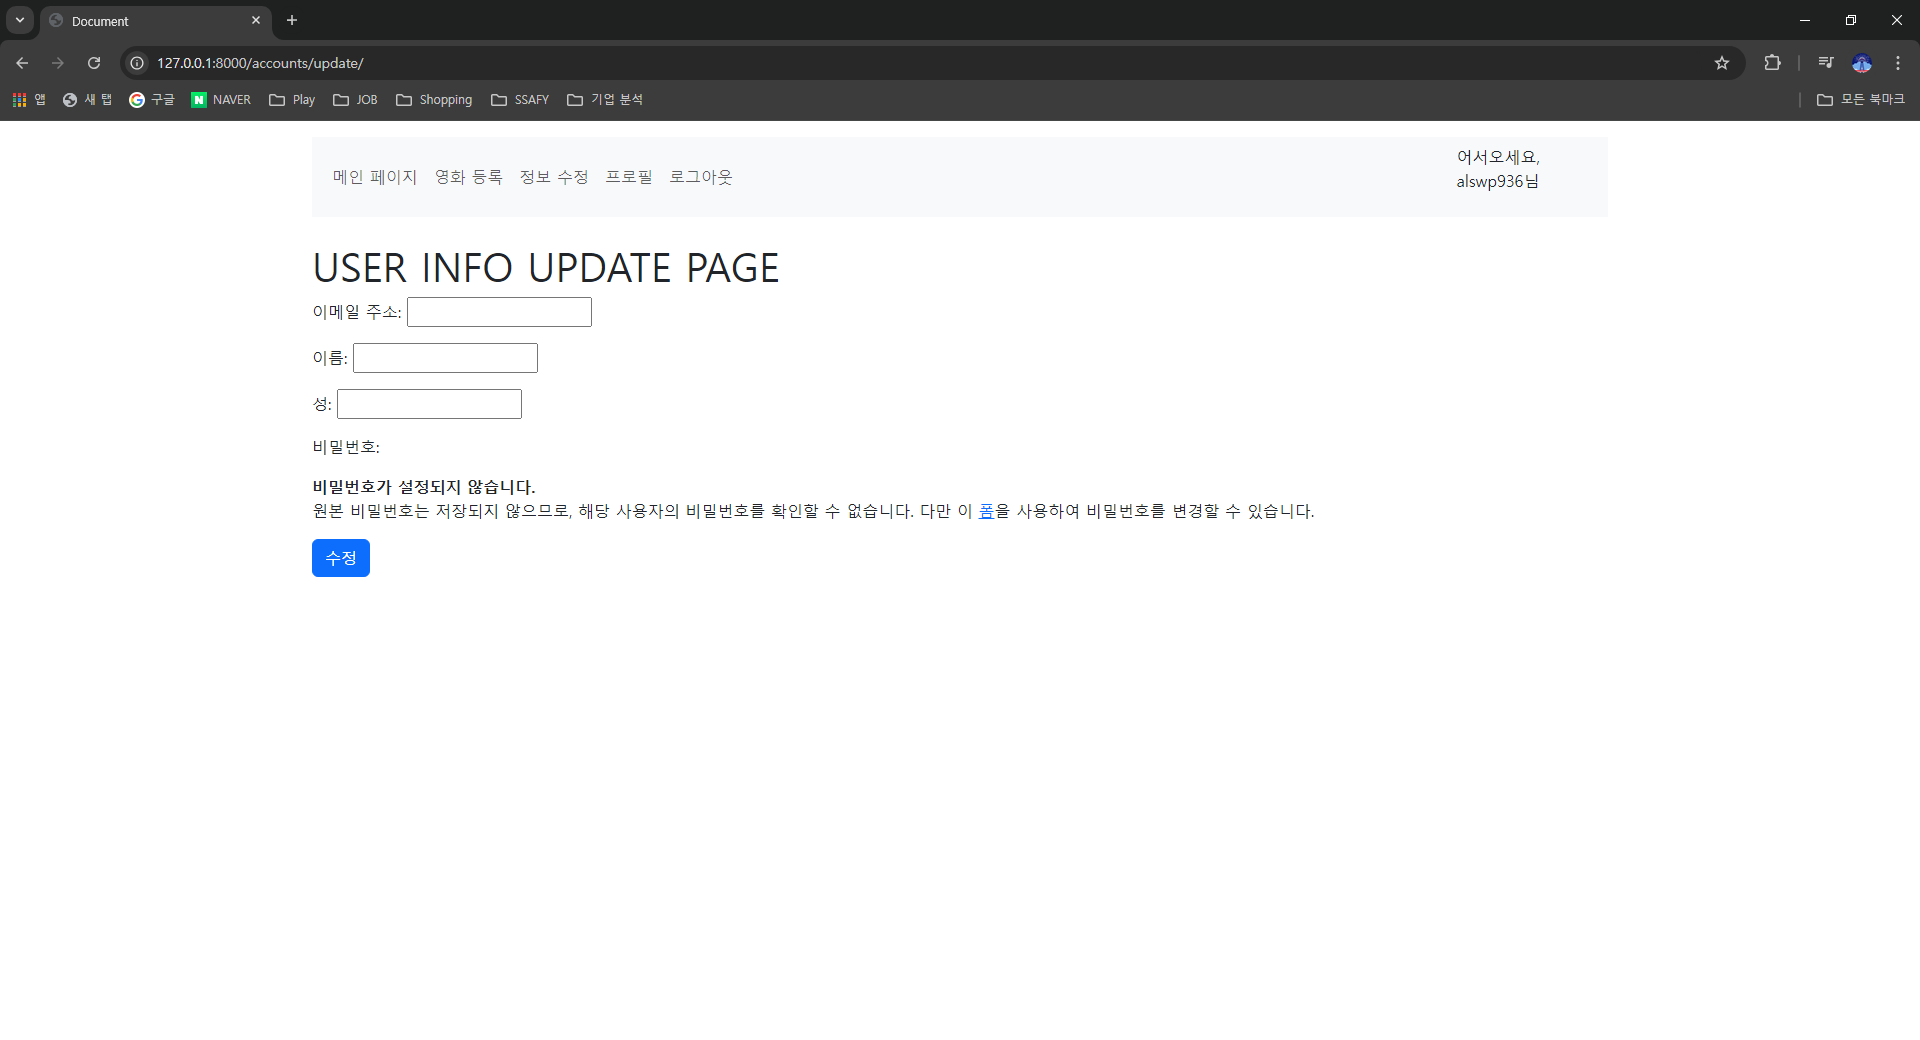 Document
127.0.0.1:8000/accounts/update/
앱 새 탭 구글 NAVER Play JOB Shopping SSAFY 기업 분석 모든 북마크
메인 페이지 영화 등록 정보 수정 프로필 로그아웃
어서오세요,
alswp936님
USER INFO UPDATE PAGE
이메일 주소:
이름:
성:
비밀번호:
비밀번호가 설정되지 않습니다.
원본 비밀번호는 저장되지 않으므로, 해당 사용자의 비밀번호를 확인할 수 없습니다. 다만 이 폼을 사용하여 비밀번호를 변경할 수 있습니다.
수정